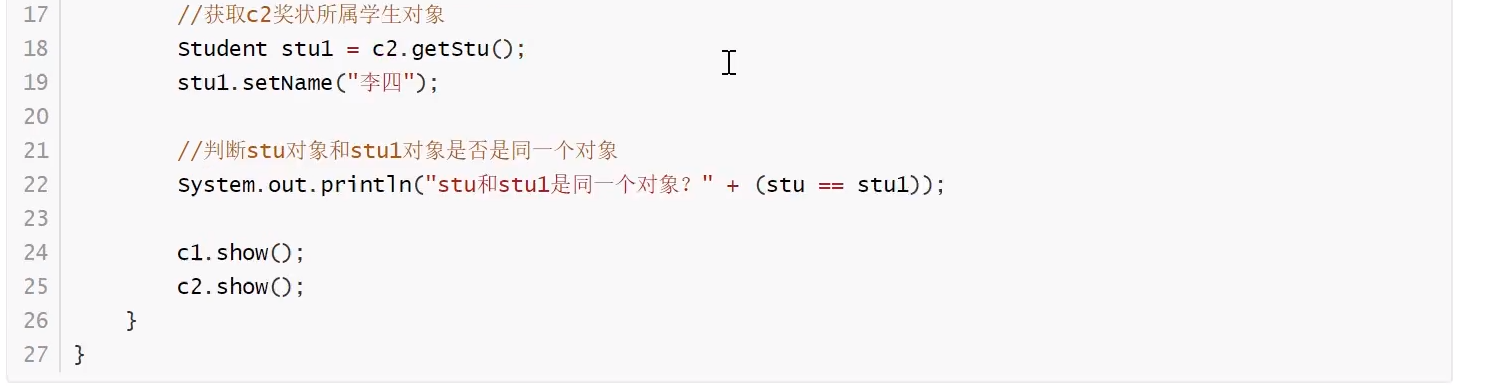 17 //获取c2奖状所属学生对象
18 Student stu1 = c2.getStu();
19 stu1.setName("李四");
20
21 //判断stu对象和stu1对象是否是同一个对象
22 System.out.println("stu和stu1是同一个对象？" + (stu == stu1));
23
24 c1.show();
25 c2.show();
26 }
27 }